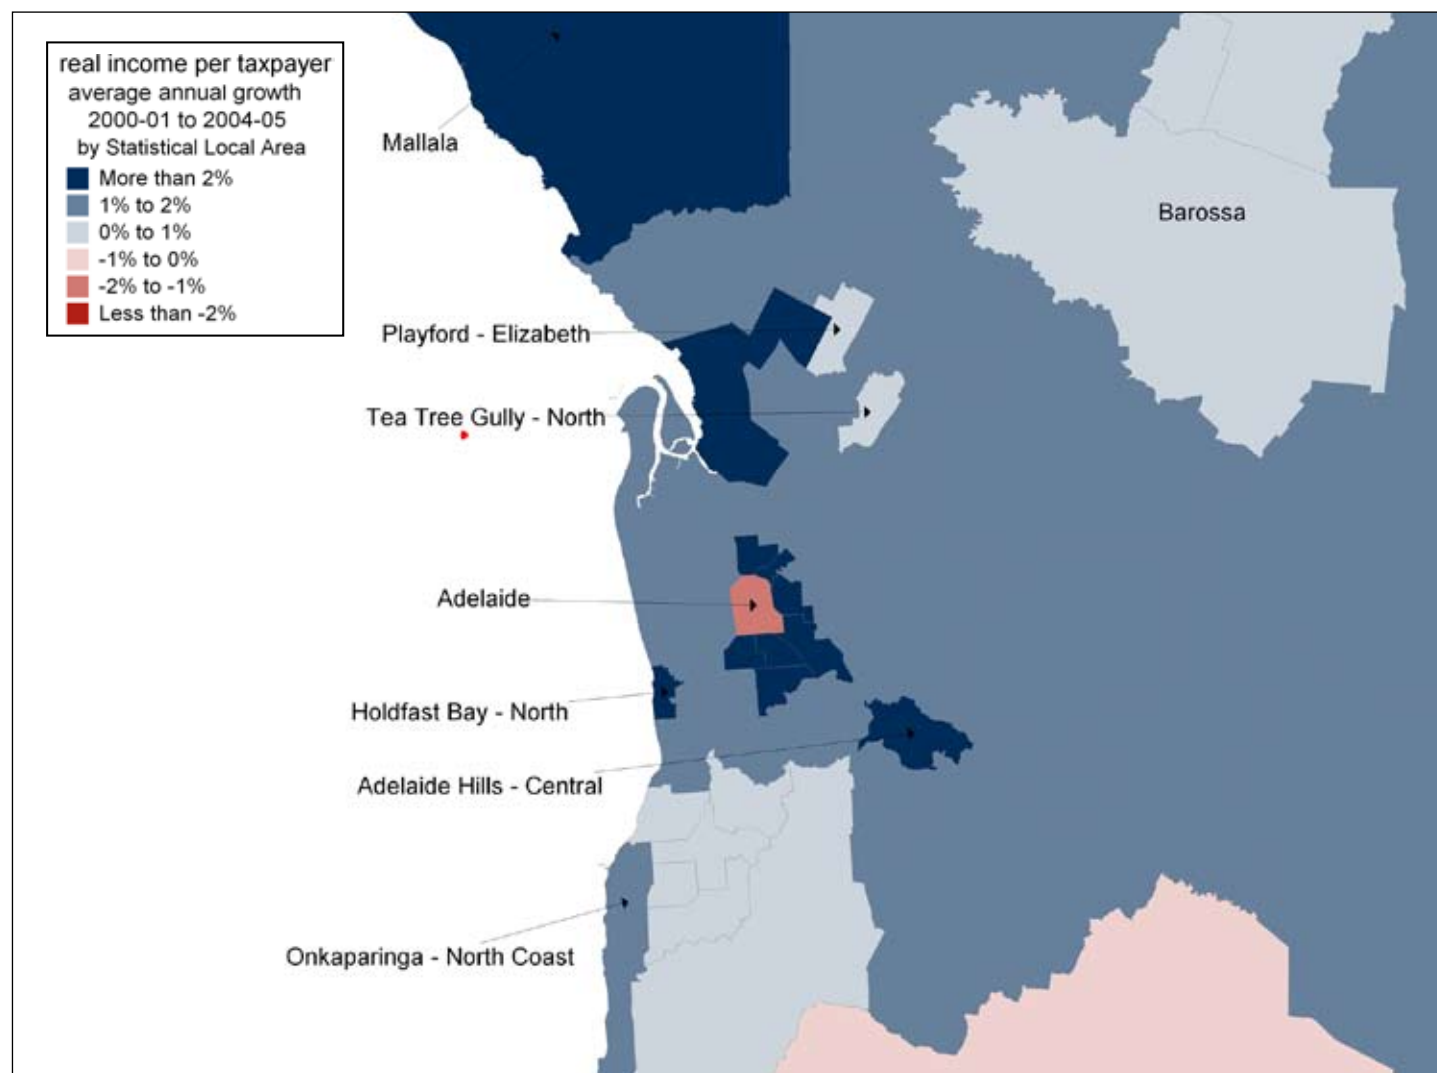 real income per taxpayer
average annual growth
2000-01 to 2004-05
by Statistical Local Area
More than 2%
1% to 2%
0% to 1%
-1% to 0%
-2% to -1%
Less than -2%
Mallala
Barossa
Playford - Elizabeth
Tea Tree Gully - North
Adelaide
Holdfast Bay - North
Adelaide Hills - Central
Onkaparinga - North Coast